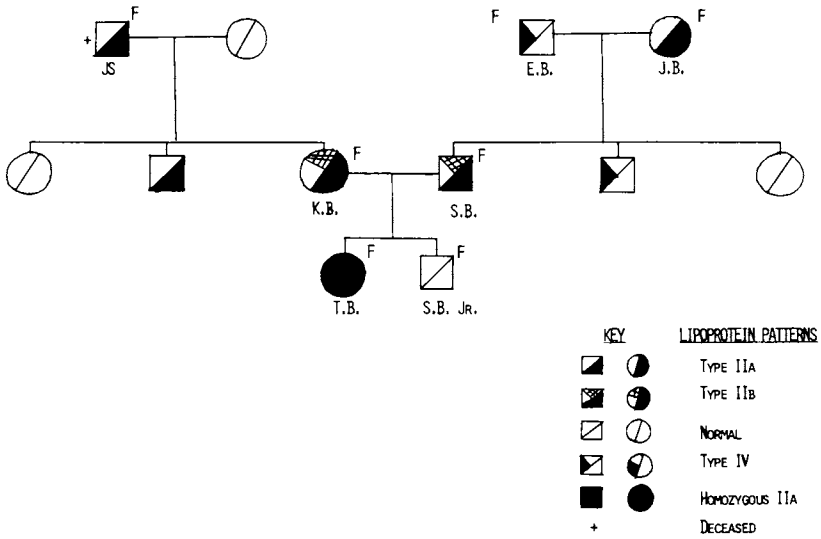 F F F
+
JS E.B. J.B.
F F
K.B. S.B.
F F
T.B. S.B. JR.
KEY LIPOPROTEIN PATTERNS
TYPE IIA
TYPE IIB
NORMAL
TYPE IV
HOMOZYGOUS IIA
+ DECEASED